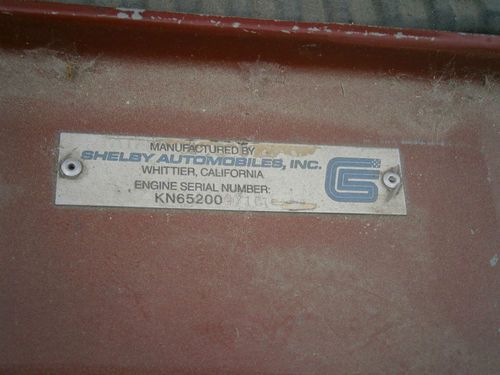 MANUFACTURED BY
SHELBY AUTOMOBILES, INC.
WHITTIER, CALIFORNIA
ENGINE SERIAL NUMBER:
KN65200
CS